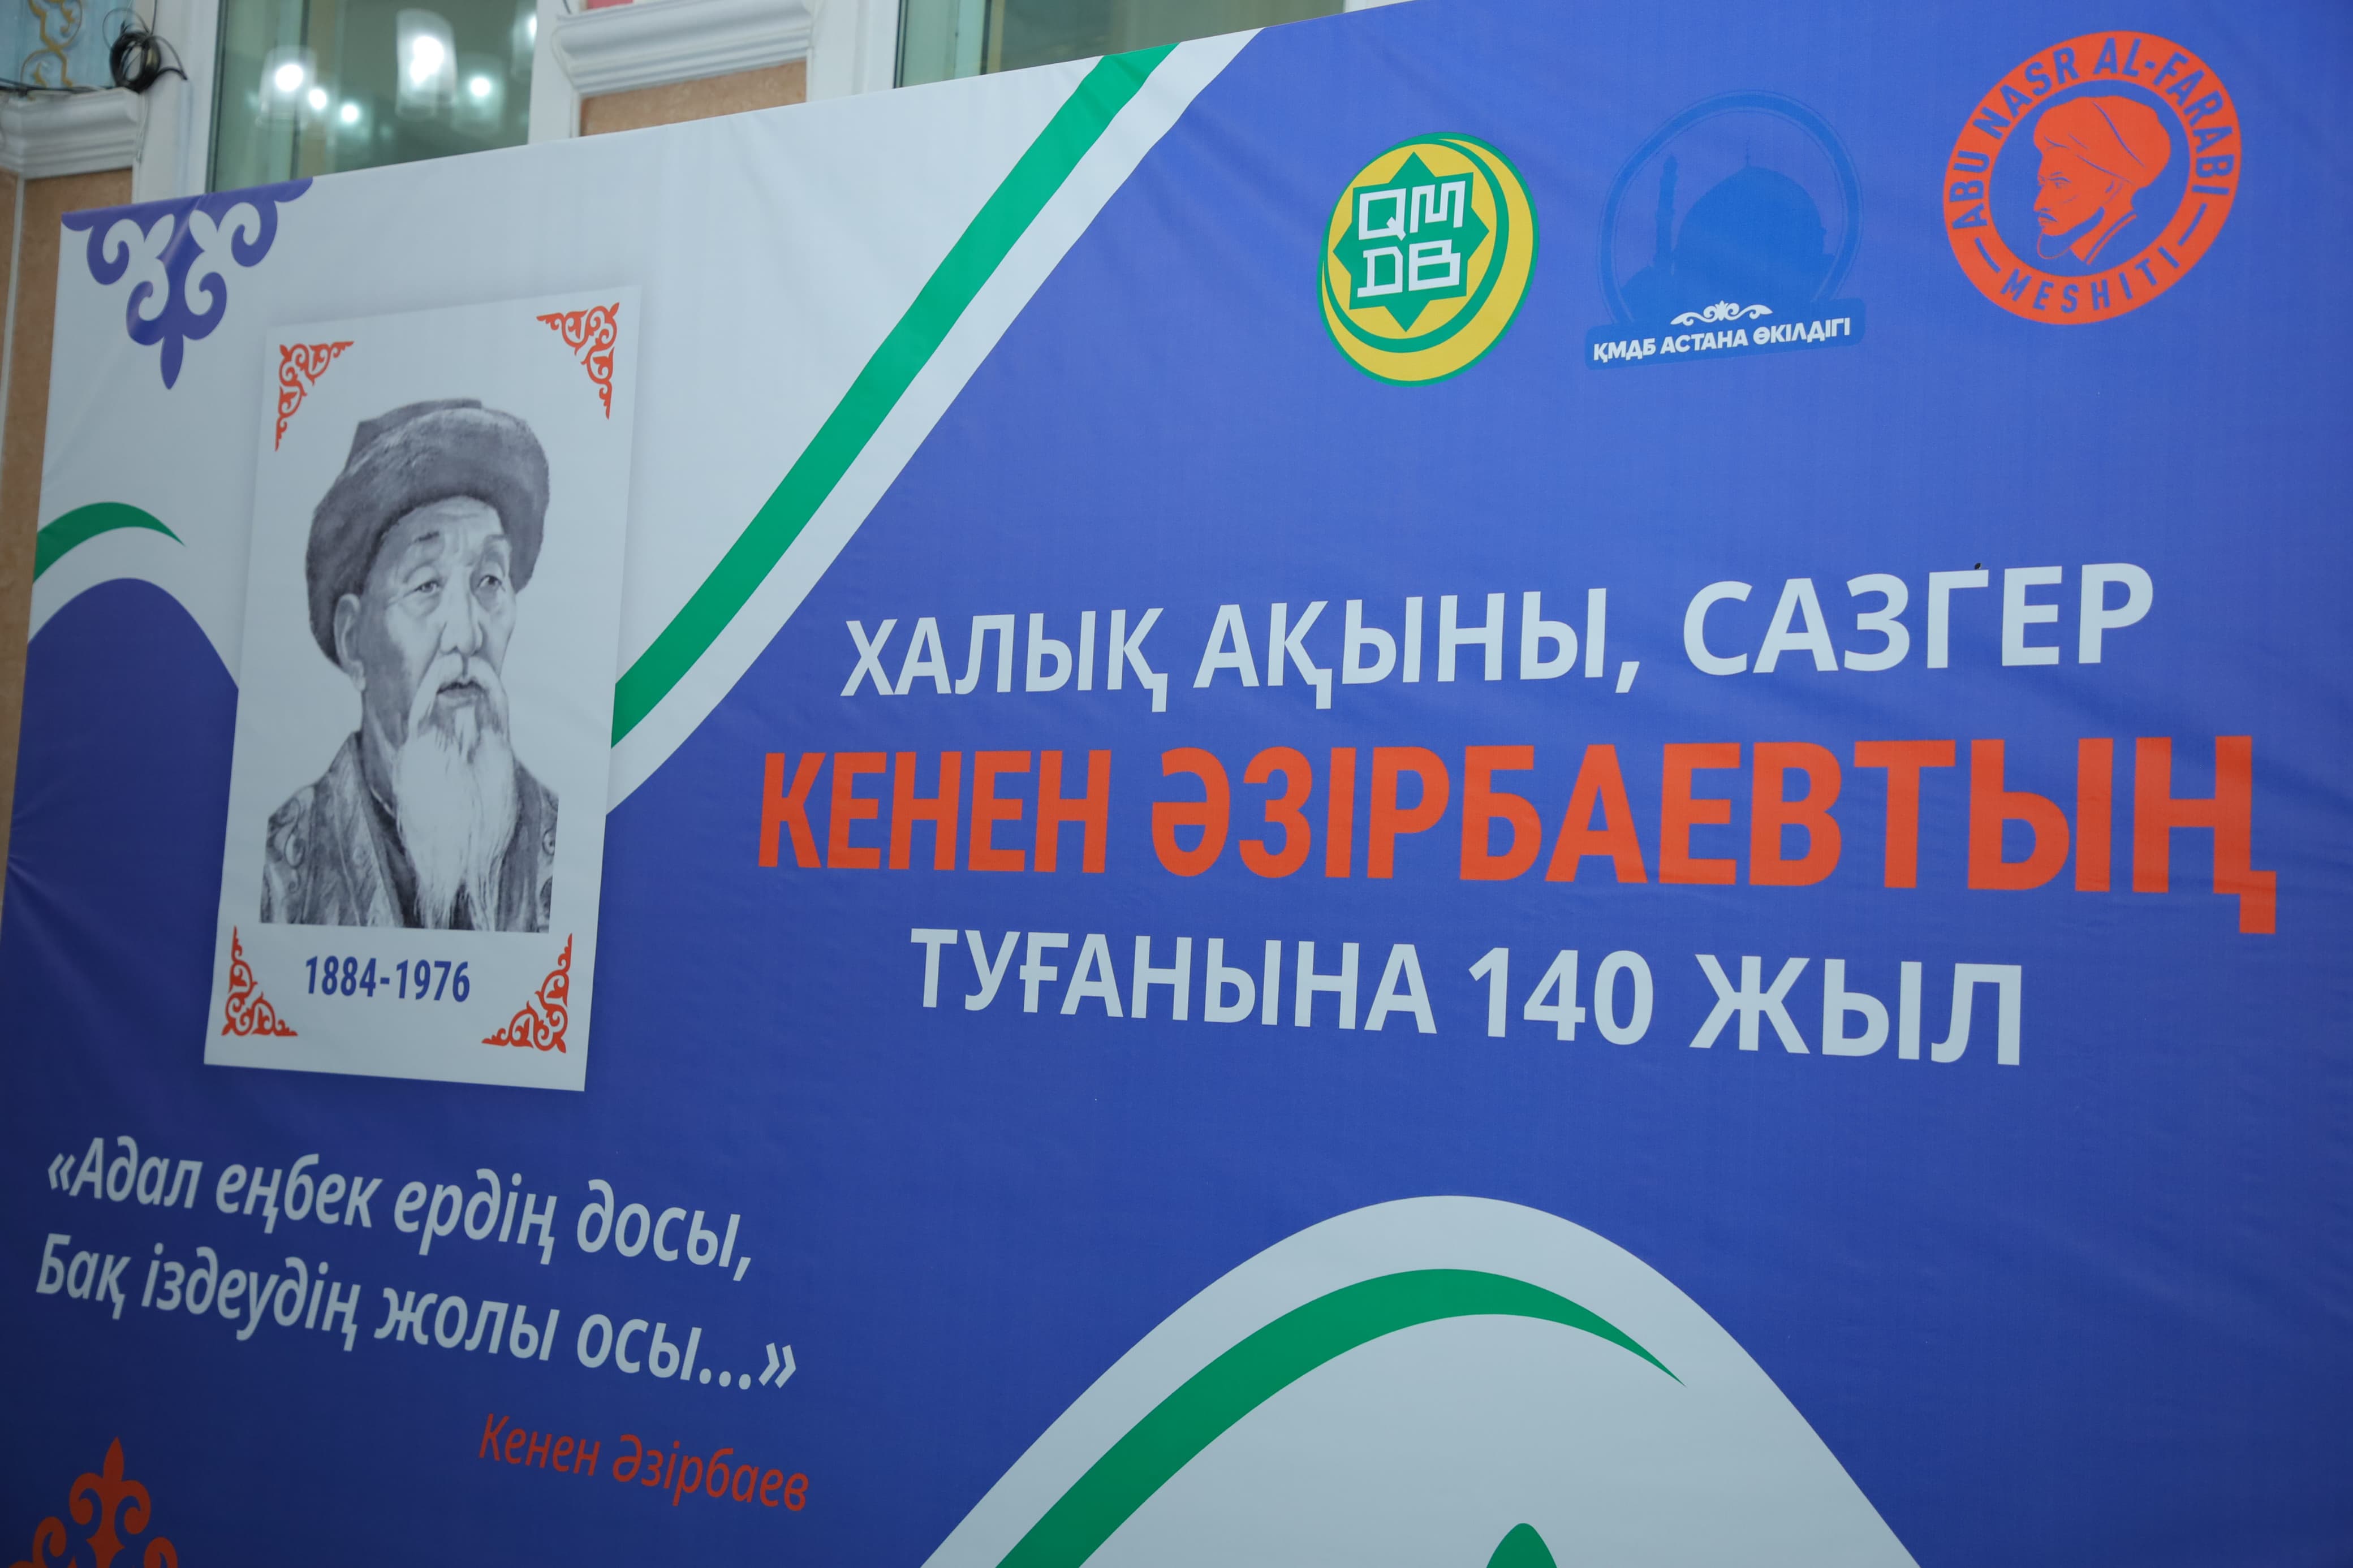 QM
DB
ҚМДБ АСТАНА ӨКІЛДІГІ
ABU NASR AL-FARABI
MESHITI
ХАЛЫҚ АҚЫНЫ, САЗГЕР
КЕНЕН ӘЗІРБАЕВТЫҢ
ТУҒАНЫНА 140 ЖЫЛ
1884-1976
«Адал еңбек ердің досы,
Бақ іздеудің жолы осы...»
Кенен Әзірбаев